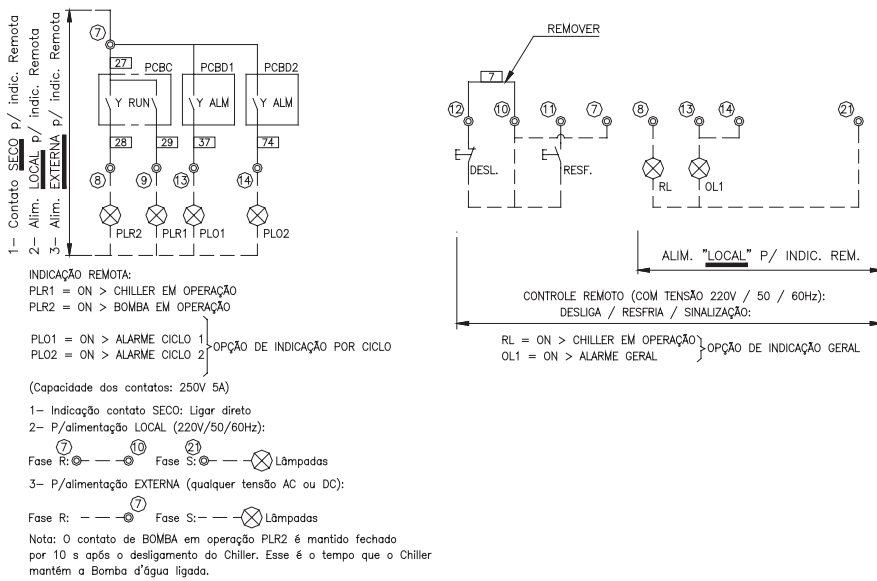 1- Contato SECO p/ indic. Remota
2- Alim. LOCAL p/ indic. Remota
3- Alim. EXTERNA p/ indic. Remota
7
27
PCBC
PCBD1
PCBD2
Y RUN
Y ALM
Y ALM
28
29
37
74
8
9
13
14
PLR2
PLR1
PLO1
PLO2
INDICAÇÃO REMOTA:
PLR1 = ON > CHILLER EM OPERAÇÃO
PLR2 = ON > BOMBA EM OPERAÇÃO
PLO1 = ON > ALARME CICLO 1
PLO2 = ON > ALARME CICLO 2
OPÇÃO DE INDICAÇÃO POR CICLO
(Capacidade dos contatos: 250V 5A)
1- Indicação contato SECO: Ligar direto
2- P/alimentação LOCAL (220V/50/60Hz):
7
10
21
Fase R:
Fase S:
Lâmpadas
3- P/alimentação EXTERNA (qualquer tensão AC ou DC):
7
Fase R:
Fase S:
Lâmpadas
Nota: O contato de BOMBA em operação PLR2 é mantido fechado
por 10 s após o desligamento do Chiller. Esse é o tempo que o Chiller
mantém a Bomba d'água ligada.
REMOVER
7
12
10
11
7
8
13
14
21
DESL.
RESF.
RL
OL1
ALIM. "LOCAL" P/ INDIC. REM.
CONTROLE REMOTO (COM TENSÃO 220V / 50 / 60Hz):
DESLIGA / RESFRIA / SINALIZAÇÃO:
RL = ON > CHILLER EM OPERAÇÃO
OL1 = ON > ALARME GERAL
OPÇÃO DE INDICAÇÃO GERAL